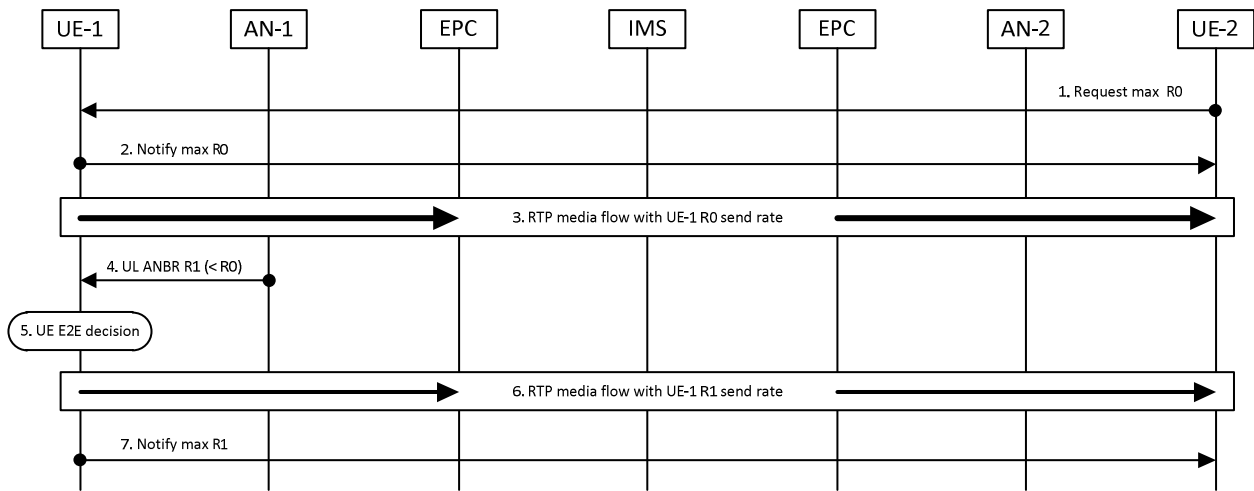 UE-1 AN-1 EPC IMS EPC AN-2 UE-2
1. Request max R0
2. Notify max R0
3. RTP media flow with UE-1 R0 send rate
4. UL ANBR R1 (< R0)
5. UE E2E decision
6. RTP media flow with UE-1 R1 send rate
7. Notify max R1